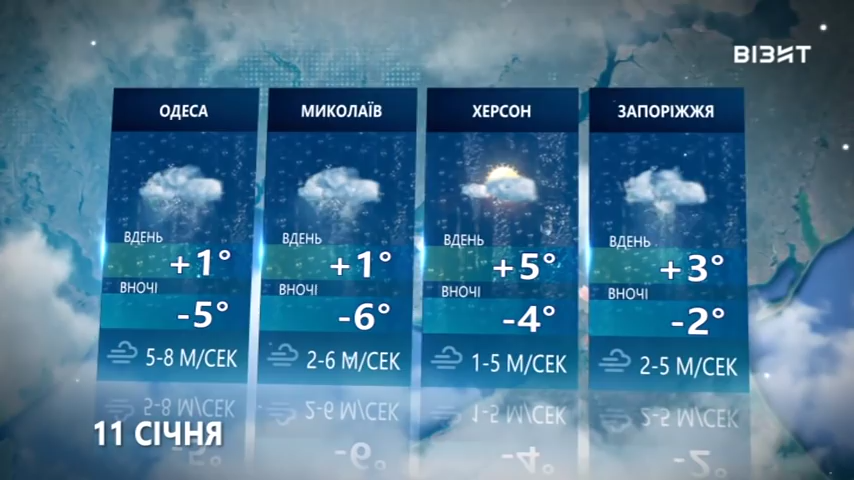 ВІЗИТ
ОДЕСА
ВДЕНЬ
+1°
ВНОЧІ
-5°
5-8 М/СЕК
МИКОЛАЇВ
ВДЕНЬ
+1°
ВНОЧІ
-6°
2-6 М/СЕК
ХЕРСОН
ВДЕНЬ
+5°
ВНОЧІ
-4°
1-5 М/СЕК
ЗАПОРІЖЖЯ
ВДЕНЬ
+3°
ВНОЧІ
-2°
2-5 М/СЕК
11 СІЧНЯ